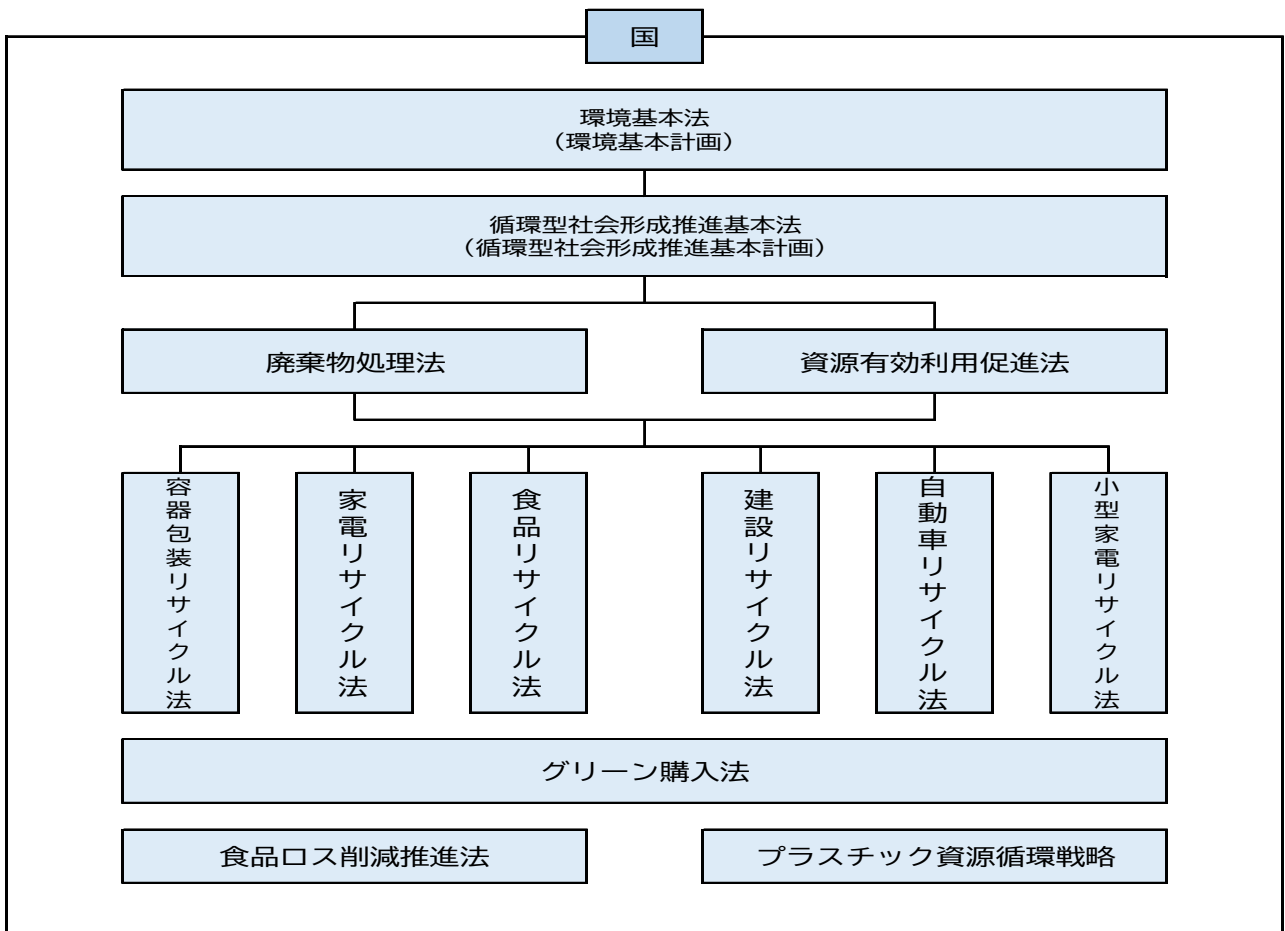 国
環境基本法
（環境基本計画）
循環型社会形成推進基本法
（循環型社会形成推進基本計画）
廃棄物処理法
資源有効利用促進法
容器包装リサイクル法
家電リサイクル法
食品リサイクル法
建設リサイクル法
自動車リサイクル法
小型家電リサイクル法
グリーン購入法
食品ロス削減推進法
プラスチック資源循環戦略